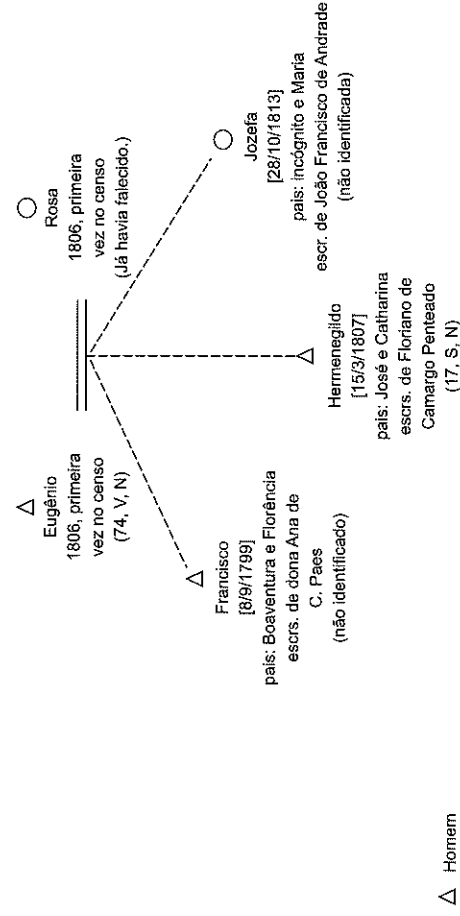 Eugênio
1806, primeira
vez no censo
(74, V, N)
Rosa
1806, primeira
vez no censo
(Já havia falecido.)
Francisco
[8/9/1799]
pais: Boaventura e Florência
escrs. de dona Ana de
C. Paes
(não identificado)
Hermenegildo
[15/3/1807]
pais: José e Catharina
escrs. de Floriano de
Camargo Penteado
(17, S, N)
Jozefa
[28/10/1813]
pais: incógnito e Maria
escr. de João Francisco de Andrade
(não identificada)
Homem